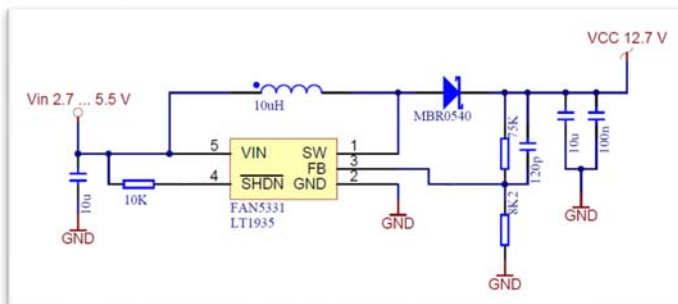 VCC 12.7 V
Vin 2.7 ... 5.5 V
10uH
MBR0540
5 VIN SW 1
FB 3
4 SHDN GND 2
10K
10u
FAN5331
LT1935
75K
120p
8K2
10u
100n
GND
GND
GND
GND